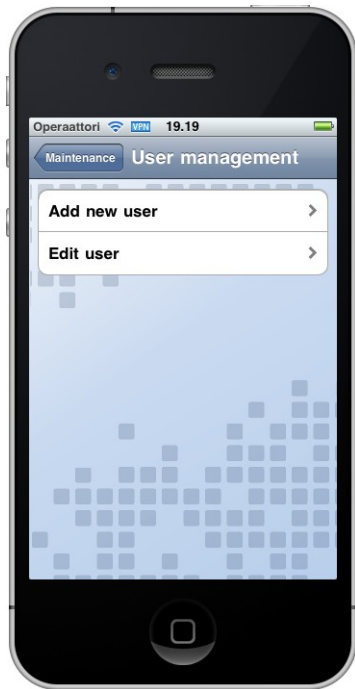 Operaattori VPN 19.19
Maintenance User management
Add new user
Edit user